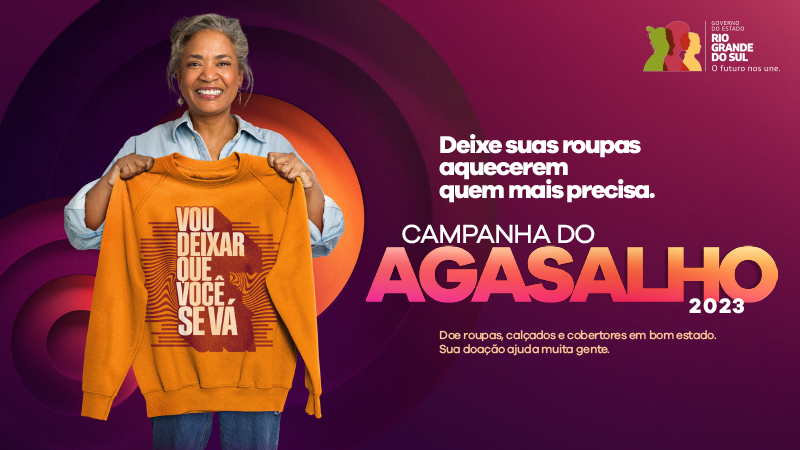 GOVERNO
DO ESTADO
RIO
GRANDE
DO SUL
O futuro nos une.
Deixe suas roupas
aquecerem
quem mais precisa.
CAMPANHA DO
AGASALHO
2023
Doe roupas, calçados e cobertores em bom estado.
Sua doação ajuda muita gente.
VOU
DEIXAR
QUE
VOCÊ
SE VÁ